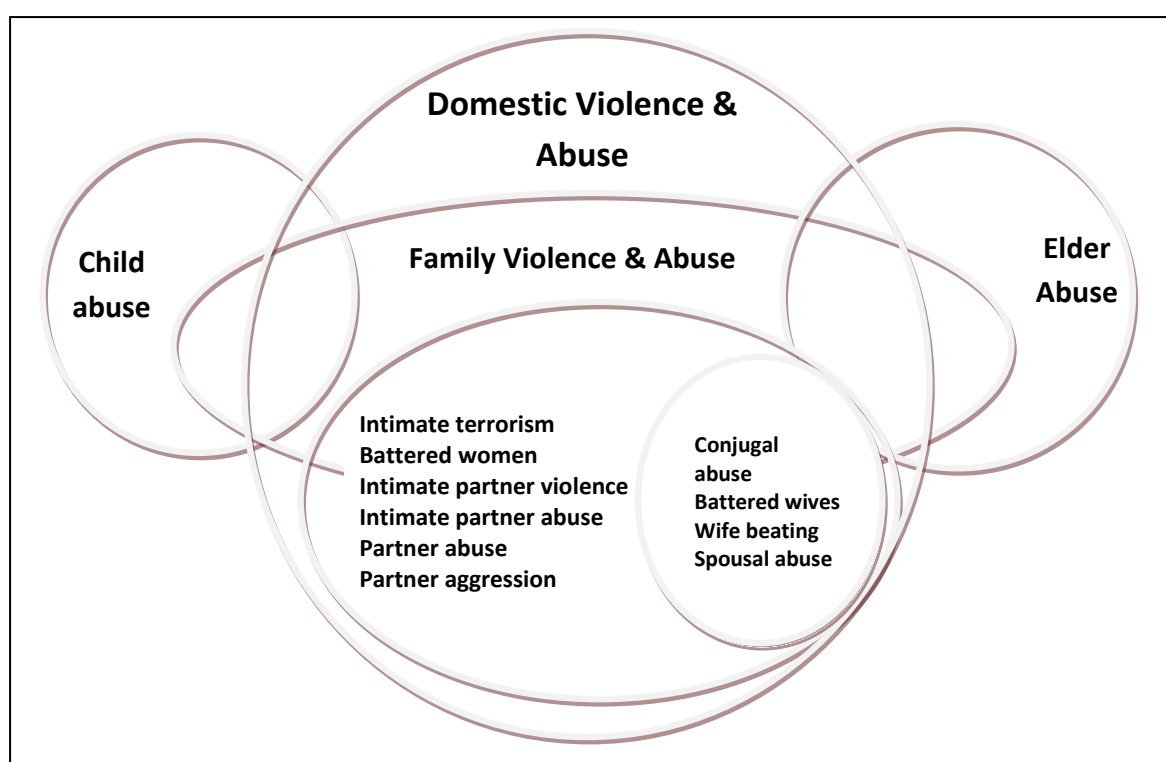 Domestic Violence &
Abuse
Child
abuse
Family Violence & Abuse
Elder
Abuse
Intimate terrorism
Battered women
Intimate partner violence
Intimate partner abuse
Partner abuse
Partner aggression
Conjugal
abuse
Battered wives
Wife beating
Spousal abuse